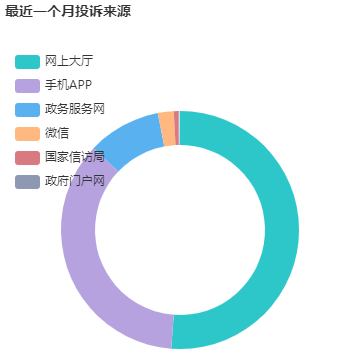 最近一个月投诉来源
网上大厅
手机APP
政务服务网
微信
国家信访局
政府门户网